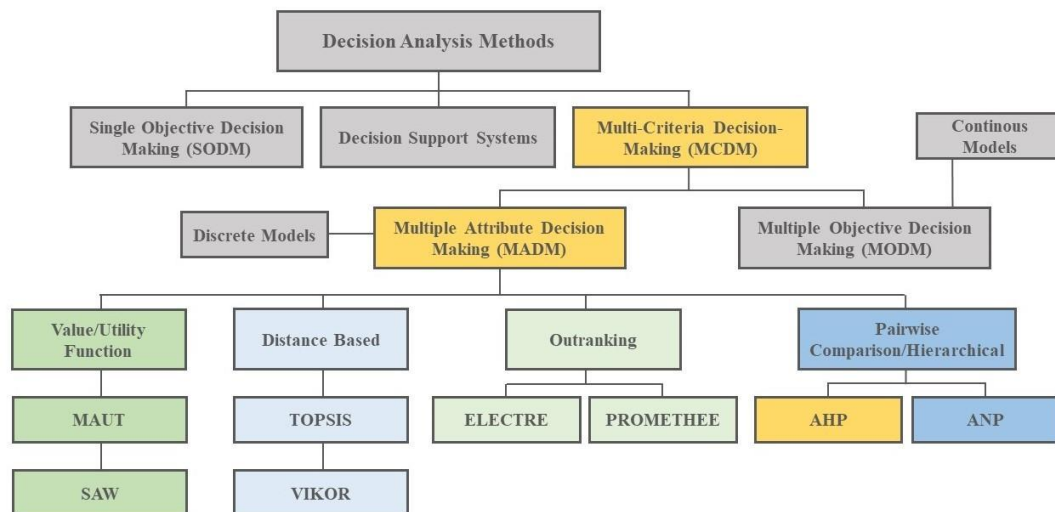 Decision Analysis Methods
Single Objective Decision
Making (SODM)
Decision Support Systems
Multi-Criteria Decision-
Making (MCDM)
Continous
Models
Discrete Models
Multiple Attribute Decision
Making (MADM)
Multiple Objective Decision
Making (MODM)
Value/Utility
Function
Distance Based
Outranking
Pairwise
Comparison/Hierarchical
MAUT
TOPSIS
ELECTRE
PROMETHEE
AHP
ANP
SAW
VIKOR